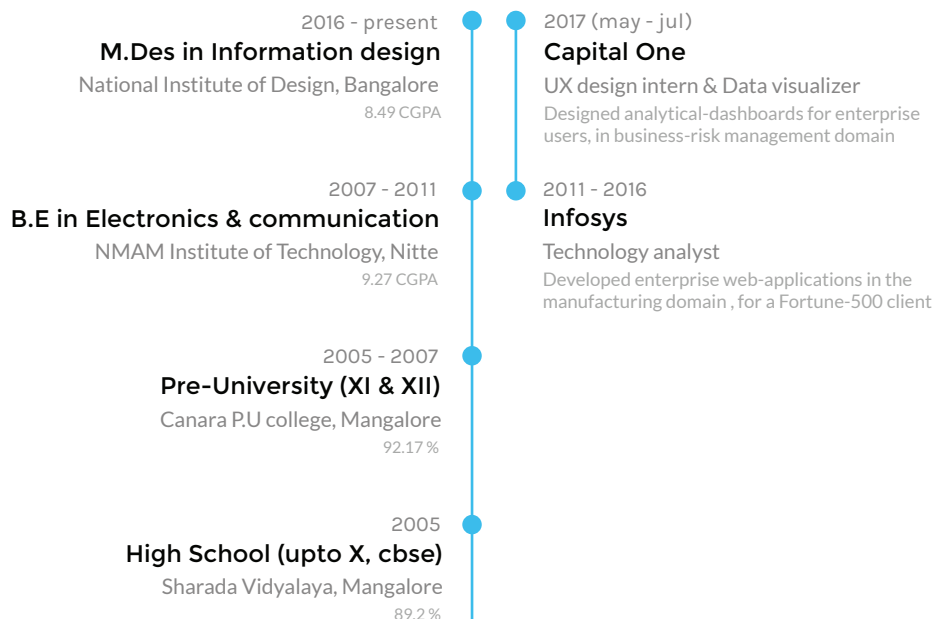 2016 - present
M.Des in Information design
National Institute of Design, Bangalore
8.49 CGPA
2007 - 2011
B.E in Electronics & communication
NMAM Institute of Technology, Nitte
9.27 CGPA
2005 - 2007
Pre-University (XI & XII)
Canara P.U college, Mangalore
92.17 %
2005
High School (upto X, cbse)
Sharada Vidyalaya, Mangalore
89.2 %
2017 (may - jul)
Capital One
UX design intern & Data visualizer
Designed analytical-dashboards for enterprise
users, in business-risk management domain
2011 - 2016
Infosys
Technology analyst
Developed enterprise web-applications in the
manufacturing domain , for a Fortune-500 client